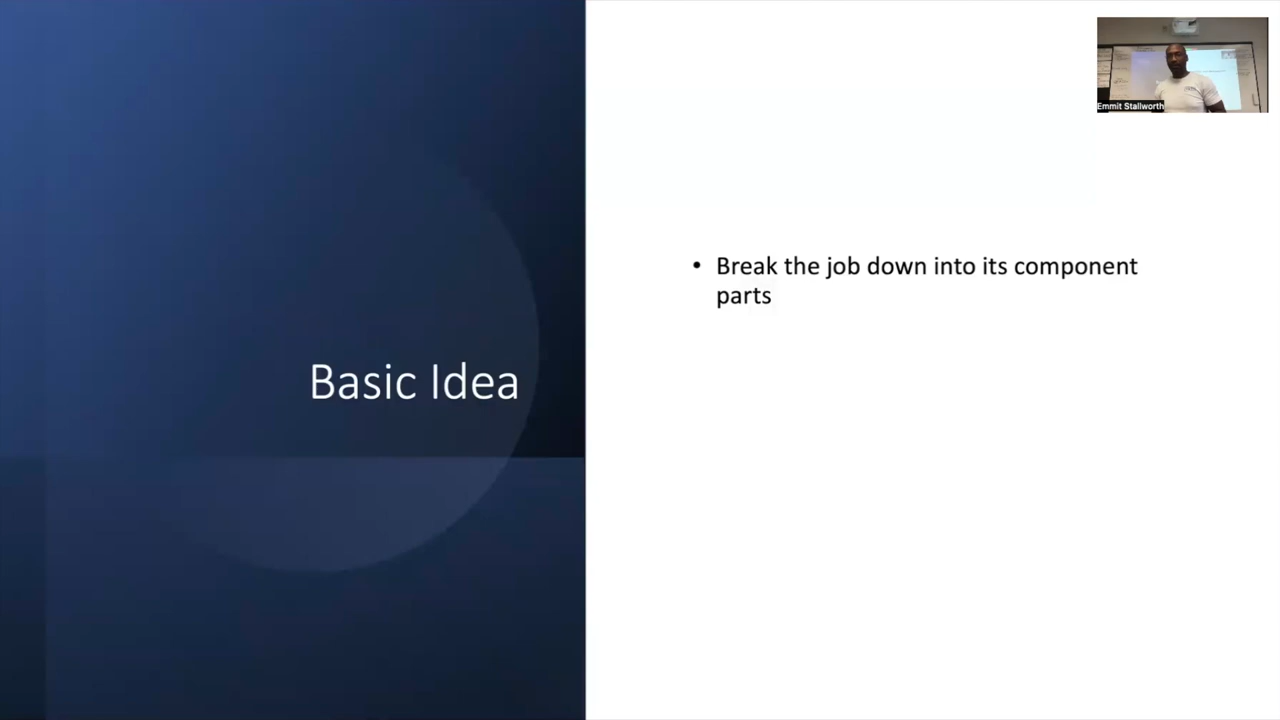 Emmit Stallworth
Basic Idea
• Break the job down into its component
parts